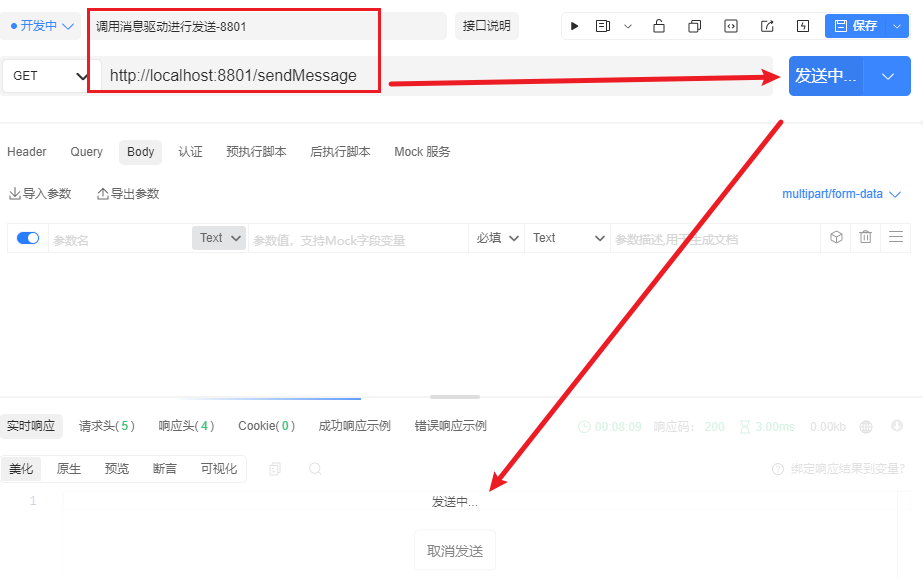 开发中 调用消息驱动进行发送-8801 接口说明 保存
GET http://localhost:8801/sendMessage 发送中...
Header Query Body 认证 预执行脚本 后执行脚本 Mock 服务
导入参数 导出参数 multipart/form-data
参数名 Text 参数值，支持Mock字段变量 必填 Text 参数描述,用于生成文档
实时响应 请求头(5) 响应头(4) Cookie(0) 成功响应示例 错误响应示例 00:08:09 响应码: 200 3.00ms 0.00kb
美化 原生 预览 断言 可视化 绑定响应结果到变量?
1 发送中...
取消发送